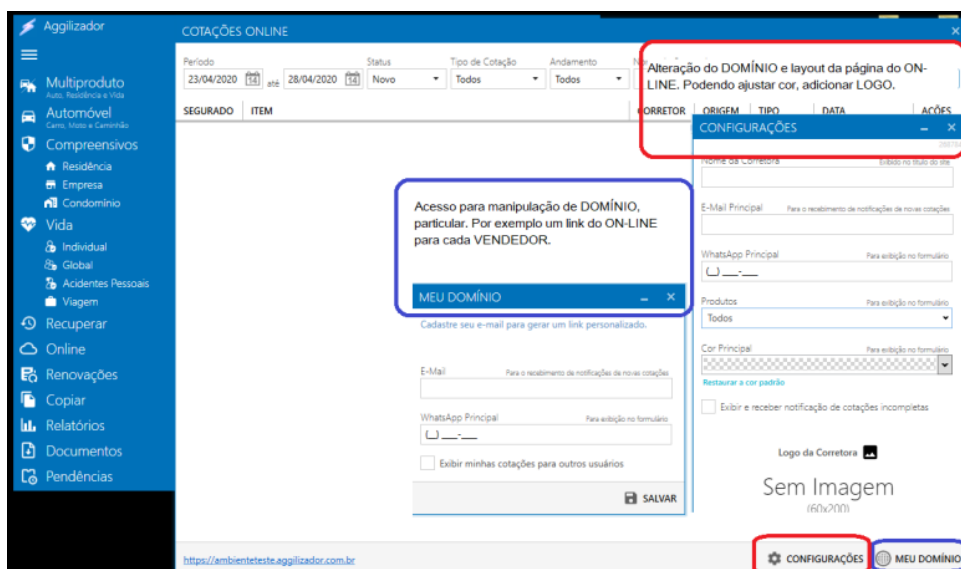 Aggilizador
COTAÇÕES ONLINE
Período
Status
Tipo de Cotação
Andamento
23/04/2020
até
28/04/2020
Novo
Todos
Todos
Alteração do DOMÍNIO e layout da página do ON-
LINE. Podendo ajustar cor, adicionar LOGO.
SEGURADO
ITEM
CORRETOR
ORIGEM
TIPO
DATA
AÇÕES
Multiproduto
Auto, Residência e Vida
Automóvel
Carro, Moto e Caminhão
Compreensivos
Residência
Empresa
Condomínio
Vida
Individual
Global
Acidentes Pessoais
Viagem
Recuperar
Online
Renovações
Copiar
Relatórios
Documentos
Pendências
Acesso para manipulação de DOMÍNIO,
particular. Por exemplo um link do ON-LINE
para cada VENDEDOR.
MEU DOMÍNIO
Cadastre seu e-mail para gerar um link personalizado.
E-Mail
Para o recebimento de notificações de novas cotações
WhatsApp Principal
Para exibição no formulário
(_) ___-___
Exibir minhas cotações para outros usuários
SALVAR
CONFIGURAÇÕES
Nome da Corretora
Exibido no título do site
E-Mail Principal
Para o recebimento de notificações de novas cotações
WhatsApp Principal
Para exibição no formulário
(_) ___-___
Produtos
Para exibição no formulário
Todos
Cor Principal
Para exibição no formulário
Restaurar a cor padrão
Exibir e receber notificação de cotações incompletas
Logo da Corretora
Sem Imagem
(60x200)
https://ambienteteste.aggilizador.com.br
CONFIGURAÇÕES
MEU DOMÍNIO